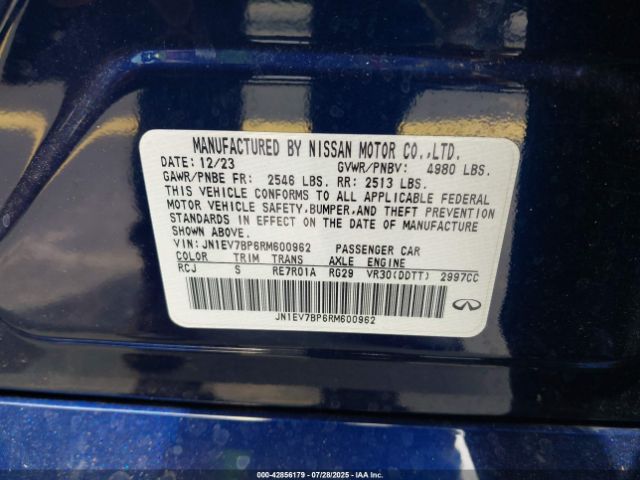 MANUFACTURED BY NISSAN MOTOR CO.,LTD.
DATE: 12/23 GVWR/PNBV: 4980 LBS.
GAWR/PNBE FR: 2546 LBS. RR: 2513 LBS.
THIS VEHICLE CONFORMS TO ALL APPLICABLE FEDERAL
MOTOR VEHICLE SAFETY,BUMPER,AND THEFT PREVENTION
STANDARDS IN EFFECT ON THE DATE OF MANUFACTURE
SHOWN ABOVE.
VIN: JN1EV7BP6RM600962 PASSENGER CAR
COLOR TRIM TRANS AXLE ENGINE
RCJ S RE7R01A RG29 VR30(DDTT) 2997CC
JN1EV7BP6RM600962
000-42856179 | 07/28/2025 | IAAI.COM